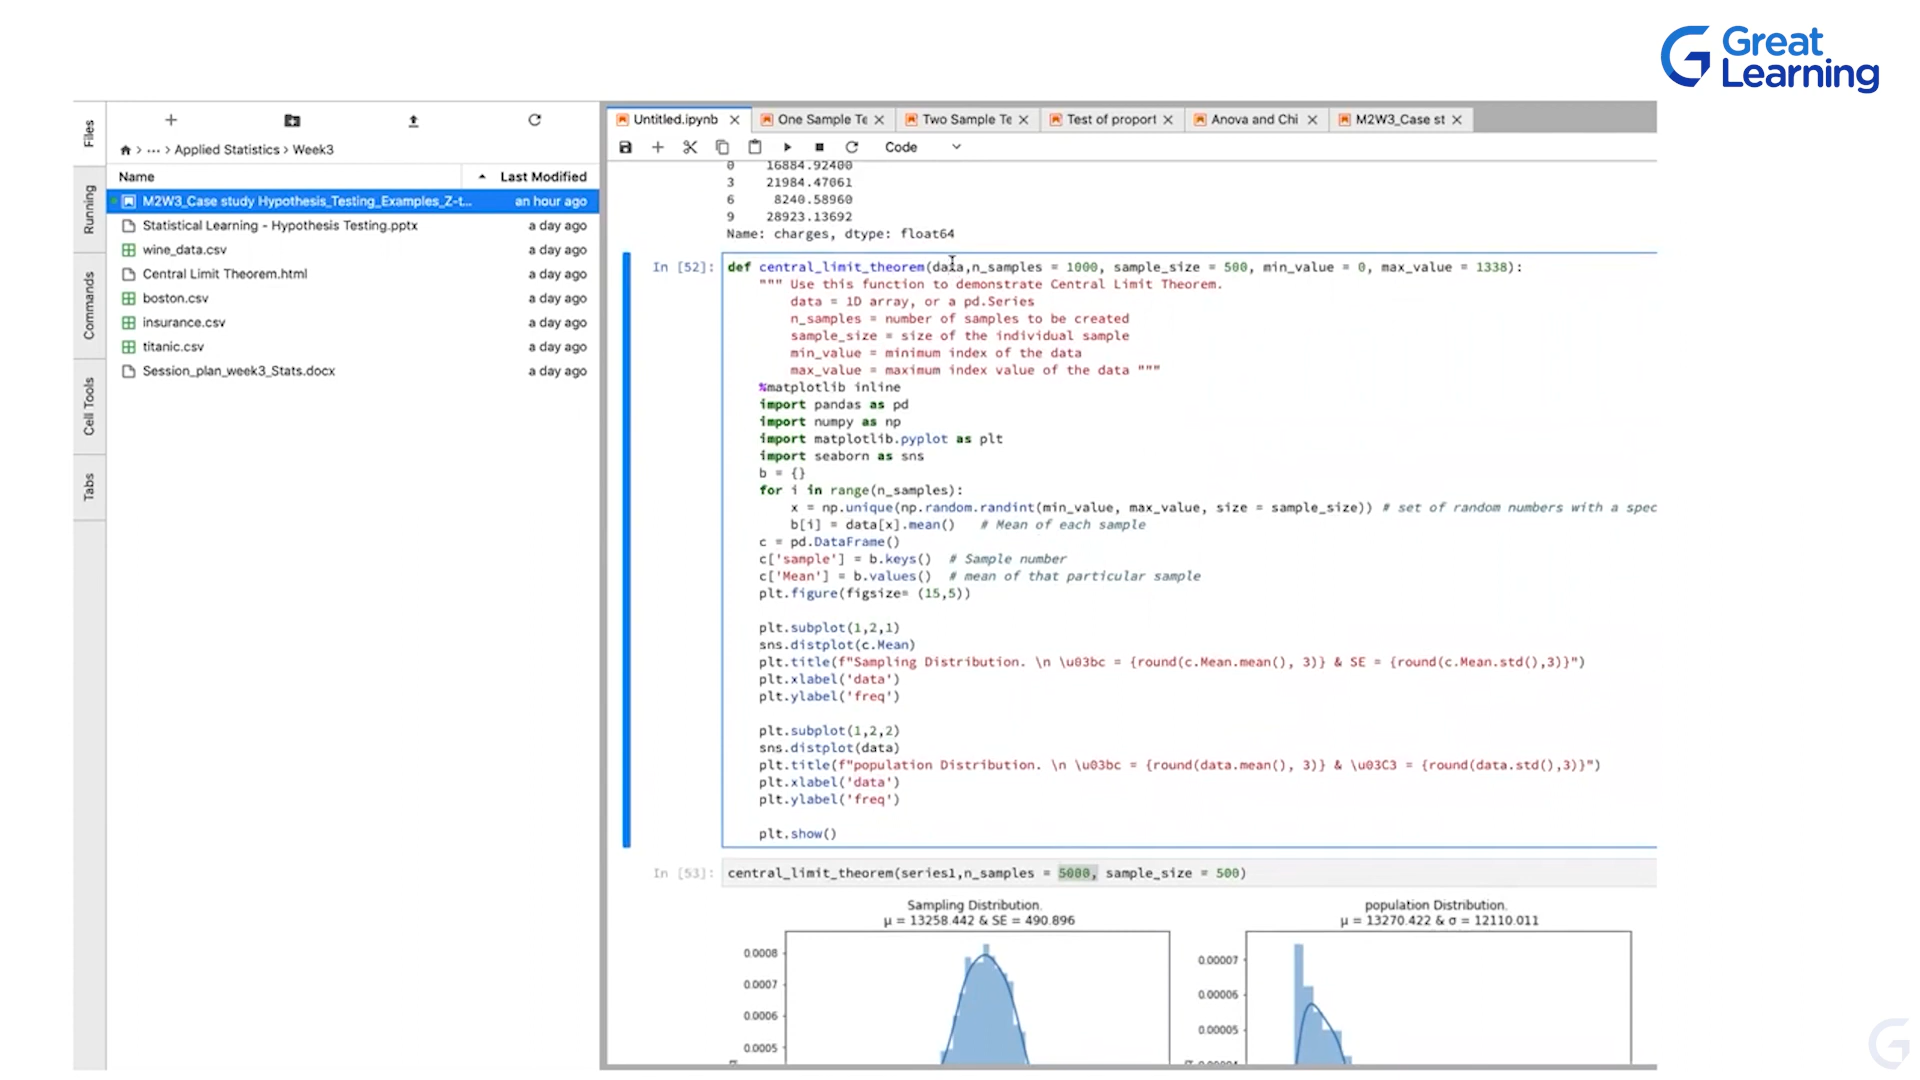 Great
Learning
Files
Running
Commands
Cell Tools
Tabs
... > Applied Statistics > Week3
Name
Last Modified
M2W3_Case study Hypothesis_Testing_Examples_Z-t... an hour ago
Statistical Learning - Hypothesis Testing.pptx a day ago
wine_data.csv a day ago
Central Limit Theorem.html a day ago
boston.csv a day ago
insurance.csv a day ago
titanic.csv a day ago
Session_plan_week3_Stats.docx a day ago
Untitled.ipynb
One Sample Te
Two Sample Te
Test of proport
Anova and Chi
M2W3_Case st
Code
0 16884.92400
3 21984.47061
6 8240.58960
9 28923.13692
Name: charges, dtype: float64
In [52]:
def central_limit_theorem(data,n_samples = 1000, sample_size = 500, min_value = 0, max_value = 1338):
""" Use this function to demonstrate Central Limit Theorem.
data = 1D array, or a pd.Series
n_samples = number of samples to be created
sample_size = size of the individual sample
min_value = minimum index of the data
max_value = maximum index value of the data """
%matplotlib inline
import pandas as pd
import numpy as np
import matplotlib.pyplot as plt
import seaborn as sns
b = {}
for i in range(n_samples):
x = np.unique(np.random.randint(min_value, max_value, size = sample_size)) # set of random numbers with a spec
b[i] = data[x].mean() # Mean of each sample
c = pd.DataFrame()
c['sample'] = b.keys() # Sample number
c['Mean'] = b.values() # mean of that particular sample
plt.figure(figsize= (15,5))
plt.subplot(1,2,1)
sns.distplot(c.Mean)
plt.title(f"Sampling Distribution. \n \u03bc = {round(c.Mean.mean(), 3)} & SE = {round(c.Mean.std(),3)}")
plt.xlabel('data')
plt.ylabel('freq')
plt.subplot(1,2,2)
sns.distplot(data)
plt.title(f"population Distribution. \n \u03bc = {round(data.mean(), 3)} & \u03C3 = {round(data.std(),3)}")
plt.xlabel('data')
plt.ylabel('freq')
plt.show()
In [53]:
central_limit_theorem(series1,n_samples = 5000, sample_size = 500)
Sampling Distribution.
μ = 13258.442 & SE = 490.896
0.0008
0.0007
0.0006
0.0005
population Distribution.
μ = 13270.422 & σ = 12110.011
0.00007
0.00006
0.00005